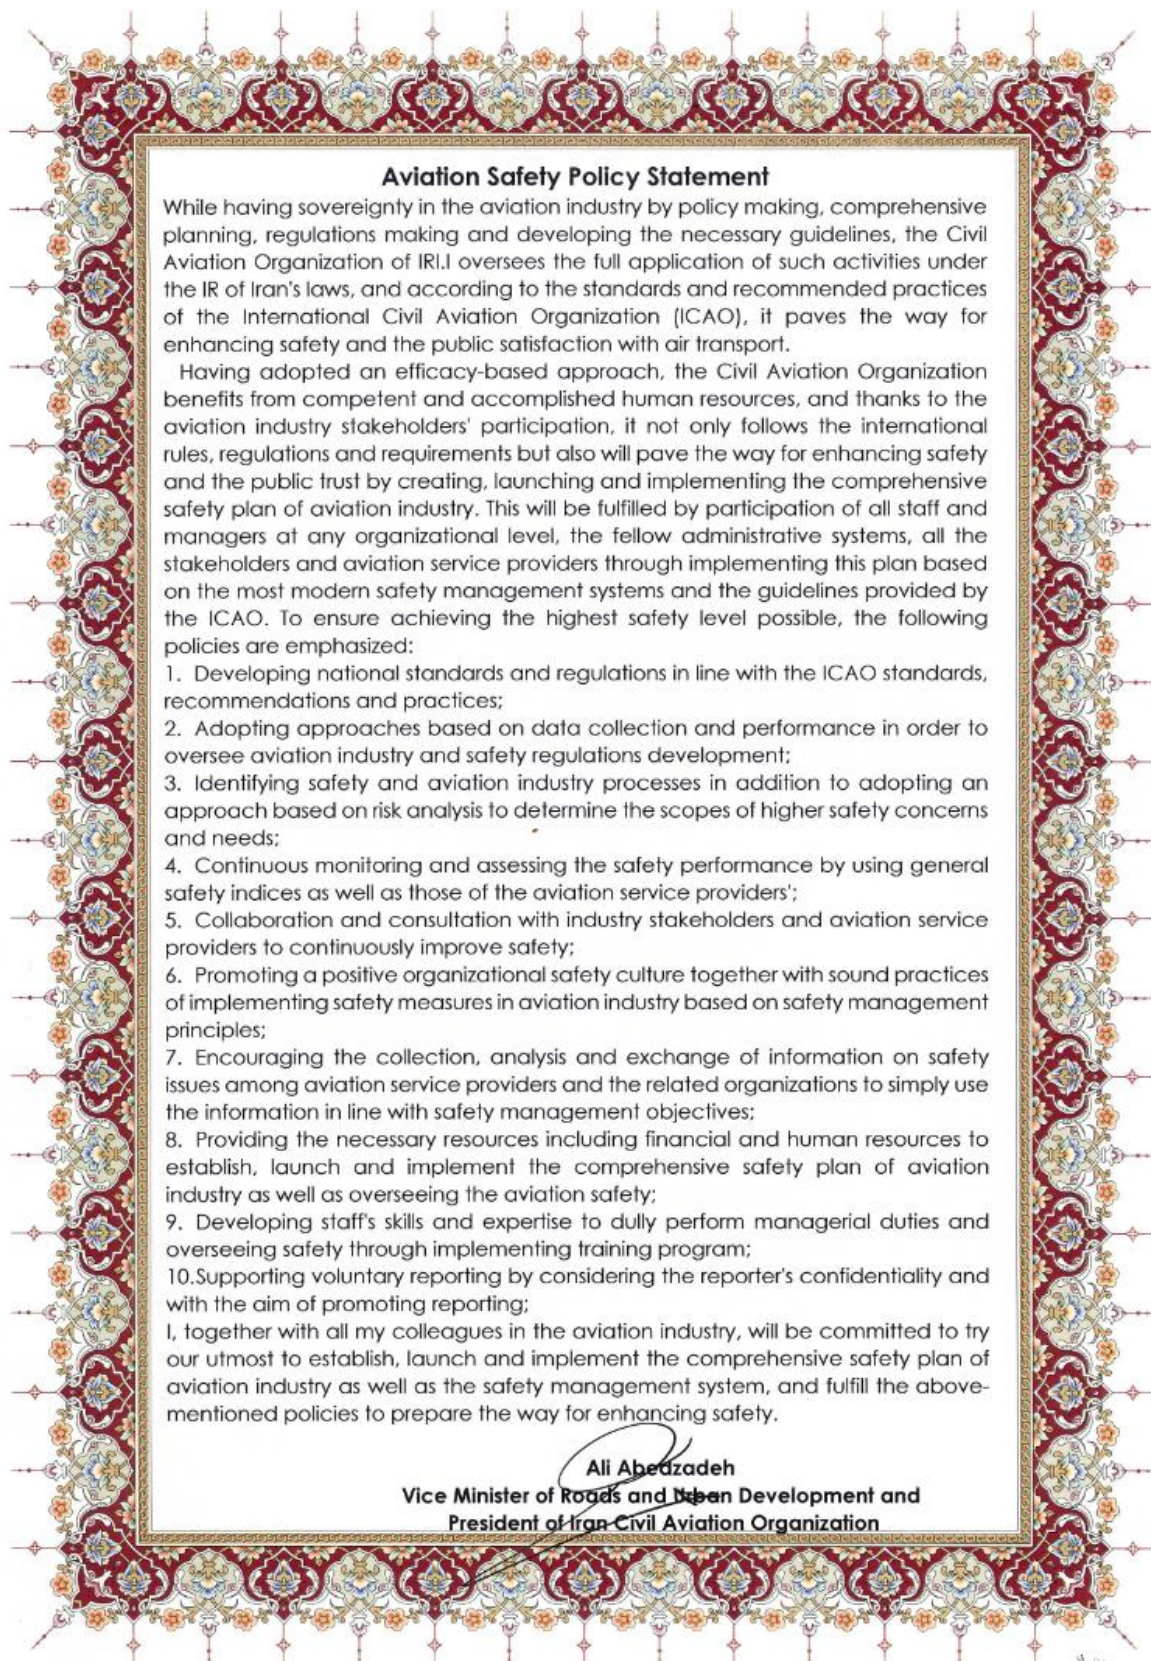 Aviation Safety Policy Statement
While having sovereignty in the aviation industry by policy making, comprehensive
planning, regulations making and developing the necessary guidelines, the Civil
Aviation Organization of IRI.I oversees the full application of such activities under
the IR of Iran's laws, and according to the standards and recommended practices
of the International Civil Aviation Organization (ICAO), it paves the way for
enhancing safety and the public satisfaction with air transport.
Having adopted an efficacy-based approach, the Civil Aviation Organization
benefits from competent and accomplished human resources, and thanks to the
aviation industry stakeholders' participation, it not only follows the international
rules, regulations and requirements but also will pave the way for enhancing safety
and the public trust by creating, launching and implementing the comprehensive
safety plan of aviation industry. This will be fulfilled by participation of all staff and
managers at any organizational level, the fellow administrative systems, all the
stakeholders and aviation service providers through implementing this plan based
on the most modern safety management systems and the guidelines provided by
the ICAO. To ensure achieving the highest safety level possible, the following
policies are emphasized:
1. Developing national standards and regulations in line with the ICAO standards,
recommendations and practices;
2. Adopting approaches based on data collection and performance in order to
oversee aviation industry and safety regulations development;
3. Identifying safety and aviation industry processes in addition to adopting an
approach based on risk analysis to determine the scopes of higher safety concerns
and needs;
4. Continuous monitoring and assessing the safety performance by using general
safety indices as well as those of the aviation service providers';
5. Collaboration and consultation with industry stakeholders and aviation service
providers to continuously improve safety;
6. Promoting a positive organizational safety culture together with sound practices
of implementing safety measures in aviation industry based on safety management
principles;
7. Encouraging the collection, analysis and exchange of information on safety
issues among aviation service providers and the related organizations to simply use
the information in line with safety management objectives;
8. Providing the necessary resources including financial and human resources to
establish, launch and implement the comprehensive safety plan of aviation
industry as well as overseeing the aviation safety;
9. Developing staff's skills and expertise to dully perform managerial duties and
overseeing safety through implementing training program;
10.Supporting voluntary reporting by considering the reporter's confidentiality and
with the aim of promoting reporting;
I, together with all my colleagues in the aviation industry, will be committed to try
our utmost to establish, launch and implement the comprehensive safety plan of
aviation industry as well as the safety management system, and fulfill the above-
mentioned policies to prepare the way for enhancing safety.
Ali Abedzadeh
Vice Minister of Roads and Urban Development and
President of Iran Civil Aviation Organization